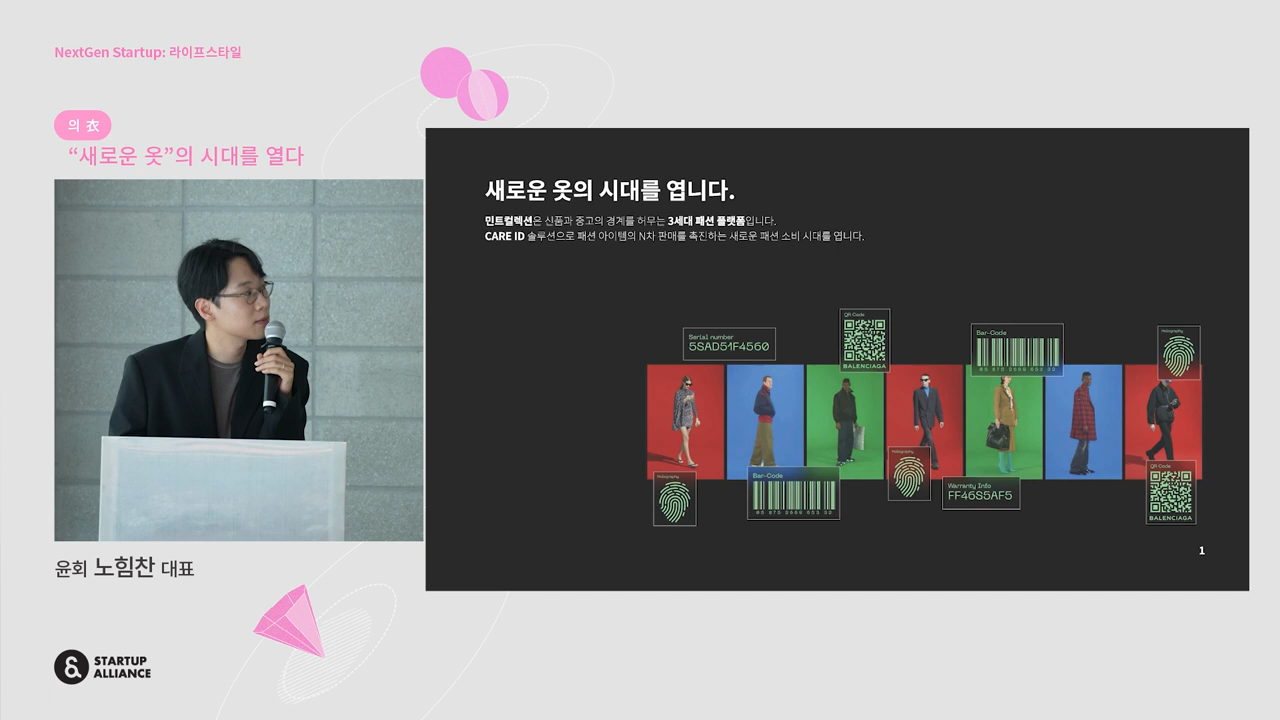 NextGen Startup: 라이프스타일
의 衣
“새로운 옷”의 시대를 열다
새로운 옷의 시대를 엽니다.
민트컬렉션은 신품과 중고의 경계를 허무는 3세대 패션 플랫폼입니다.
CARE ID 솔루션으로 패션 아이템의 N차 판매를 촉진하는 새로운 패션 소비 시대를 엽니다.
Serial number
5SAD51F4560
QR Code
BALENCIAGA
Bar-Code
Holography
Holography
Bar-Code
Holography
Warranty Info
FF46S5AF5
QR Code
BALENCIAGA
1
윤회 노힘찬 대표
STARTUP
ALLIANCE